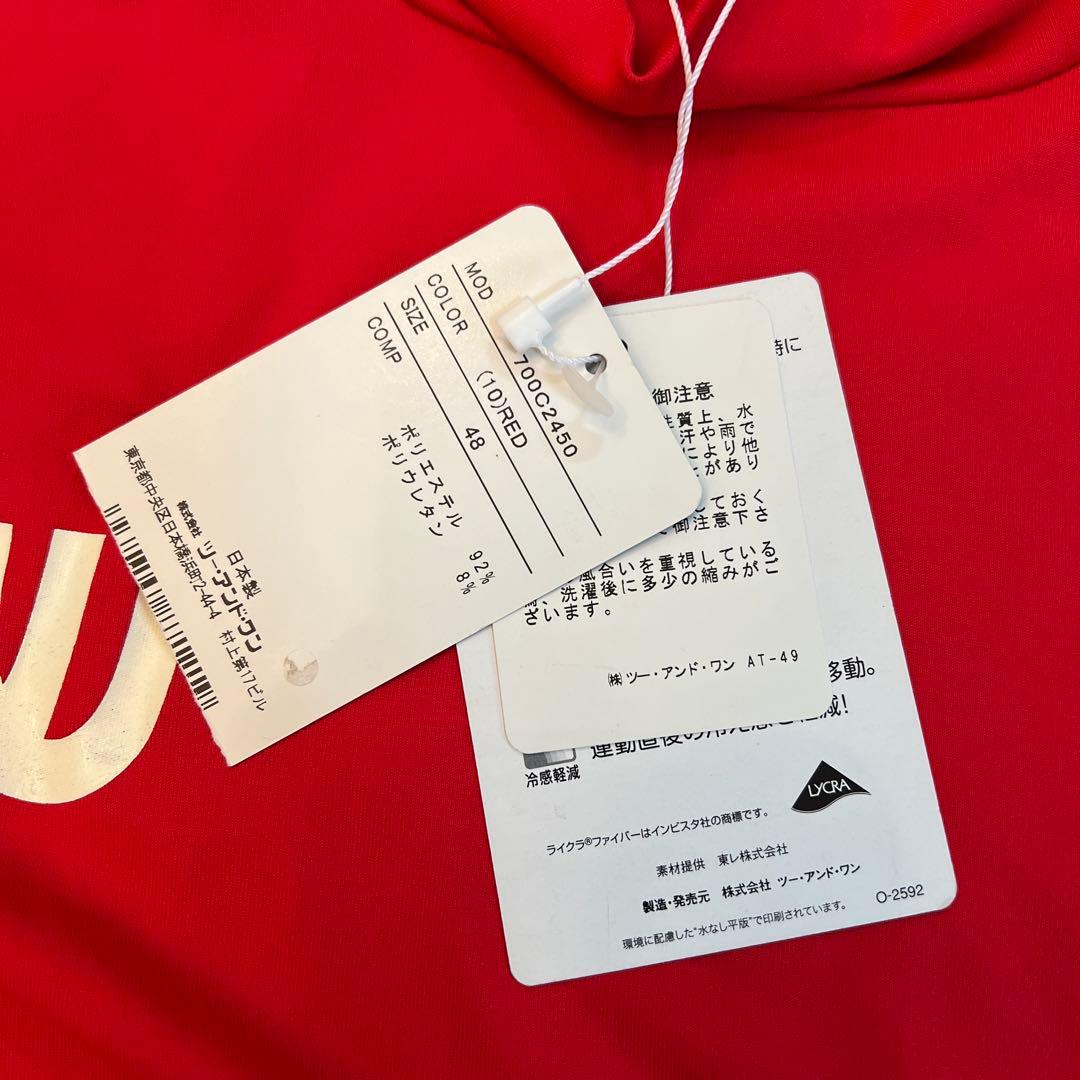 MOD 700C2450
COLOR (10)RED
SIZE 48
COMP ポリエステル 92%
ポリウレタン 8%
日本製
株式会社 ツー・アンド・ワン
東京都中央区日本橋浜町2-44-4 村上第17ビル
時に
御注意
性質上、水
汗や雨で
により他
とがあり
しておく
御注意下さ
風合いを重視している
為、洗濯後に多少の縮みがご
ざいます。
㈱ツー・アンド・ワン AT-49
移動。
減!
運動直後の
冷感軽減
LYCRA
ライクラ®ファイバーはインビスタ社の商標です。
素材提供 東レ株式会社
製造・発売元 株式会社 ツー・アンド・ワン
環境に配慮した"水なし平版"で印刷されています。
O-2592